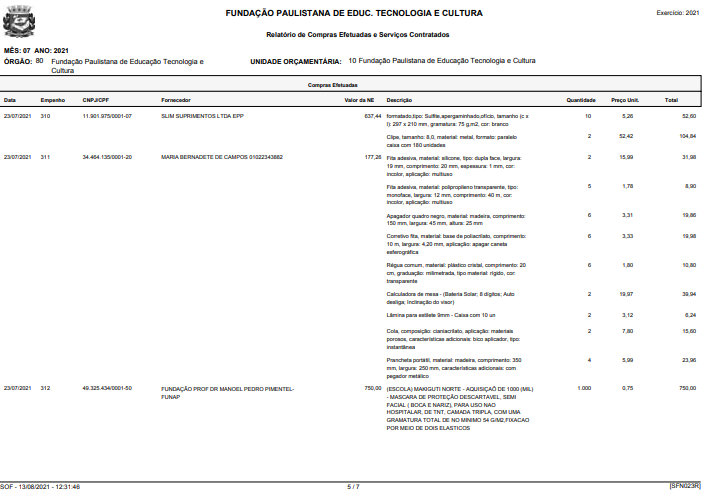 FUNDAÇÃO PAULISTANA DE EDUC. TECNOLOGIA E CULTURA
Exercício: 2021
Relatório de Compras Efetuadas e Serviços Contratados
MÊS: 07 ANO: 2021
ÓRGÃO: 80 Fundação Paulistana de Educação Tecnologia e Cultura
UNIDADE ORÇAMENTÁRIA: 10 Fundação Paulistana de Educação Tecnologia e Cultura
Compras Efetuadas
Data Empenho CNPJ/CPF Fornecedor Valor da NE Descrição Quantidade Preço Unit. Total
23/07/2021 310 11.901.975/0001-07 SLIM SUPRIMENTOS LTDA EPP 637,44 formatado,tipo: Sulfite,apergaminhado,ofício, tamanho (c x 10 5,26 52,60
l): 297 x 210 mm, gramatura: 75 g,m2, cor: branco
Clipe, tamanho: 8,0, material: metal, formato: paralelo 2 52,42 104,84
caixa com 180 unidades
23/07/2021 311 34.464.135/0001-20 MARIA BERNADETE DE CAMPOS 01022343882 177,26 Fita adesiva, material: silicone, tipo: dupla face, largura: 2 15,99 31,98
19 mm, comprimento: 20 mm, espessura: 1 mm, cor:
incolor, aplicação: multiuso
Fita adesiva, material: polipropileno transparente, tipo: 5 1,78 8,90
monoface, largura: 12 mm, comprimento: 40 m, cor:
incolor, aplicação: multiuso
Apagador quadro negro, material: madeira, comprimento: 6 3,31 19,86
150 mm, largura: 45 mm, altura: 25 mm
Corretivo fita, material: base de poliacrilato, comprimento: 6 3,33 19,98
10 m, largura: 4,20 mm, aplicação: apagar caneta
esferográfica
Régua comum, material: plástico cristal, comprimento: 20 6 1,80 10,80
cm, graduação: milimetrada, tipo material: rígido, cor:
transparente
Calculadora de mesa - (Bateria Solar; 8 dígitos; Auto 2 19,97 39,94
desliga; Inclinação do visor)
Lâmina para estilete 9mm - Caixa com 10 un 2 3,12 6,24
Cola, composição: cianiacrilato, aplicação: materiais 2 7,80 15,60
porosos, características adicionais: bico aplicador, tipo:
instantânea
Prancheta portátil, material: madeira, comprimento: 350 4 5,99 23,96
mm, largura: 250 mm, características adicionais: com
pegador metálico
23/07/2021 312 49.325.434/0001-50 FUNDAÇÃO PROF DR MANOEL PEDRO PIMENTEL- 750,00 (ESCOLA) MAKIGUTI NORTE - AQUISIÇAÕ DE 1000 (MIL) 1.000 0,75 750,00
FUNAP - MASCARA DE PROTEÇÃO DESCARTAVEL, SEMI
FACIAL ( BOCA E NARIZ), PARA USO NAO
HOSPITALAR, DE TNT, CAMADA TRIPLA, COM UMA
GRAMATURA TOTAL DE NO MINIMO 54 G/M2,FIXACAO
POR MEIO DE DOIS ELASTICOS
SOF - 13/08/2021 - 12:31:46 5 / 7 [SFN023R]